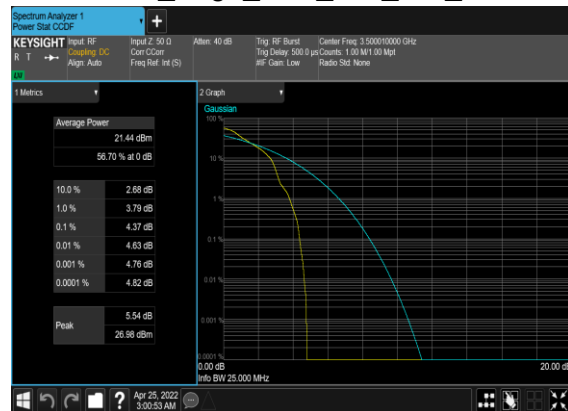 Spectrum Analyzer 1
Power Stat CCDF
+
KEYSIGHT
R T
Input: RF
Coupling: DC
Align: Auto
Input Z: 50 Ω
Corr CCorr
Freq Ref: Int (S)
Atten: 40 dB
Trig: RF Burst
Trig Delay: 500.0 µs
#IF Gain: Low
Center Freq: 3.500010000 GHz
Counts: 1.00 M/1.00 Mpt
Radio Std: None
1 Metrics
Average Power
21.44 dBm
56.70 % at 0 dB
10.0 % 2.68 dB
1.0 % 3.79 dB
0.1 % 4.37 dB
0.01 % 4.63 dB
0.001 % 4.76 dB
0.0001 % 4.82 dB
Peak
5.54 dB
26.98 dBm
2 Graph
Gaussian
100 %
10 %
1 %
0.1 %
0.01 %
0.001 %
0.0001 %
0.00 dB 20.00 dB
Info BW 25.000 MHz
?
Apr 25, 2022
3:00:53 AM